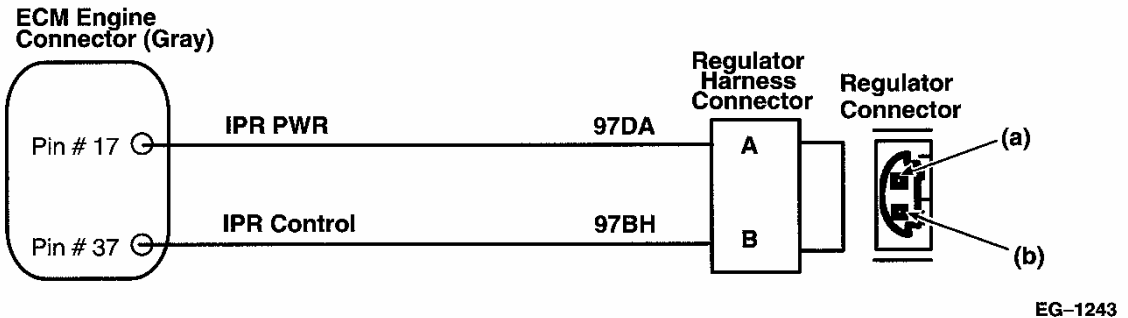 ECM Engine
Connector (Gray)
Regulator
Harness
Connector
Regulator
Connector
Pin # 17
IPR PWR
97DA
A
(a)
Pin # 37
IPR Control
97BH
B
(b)
EG–1243